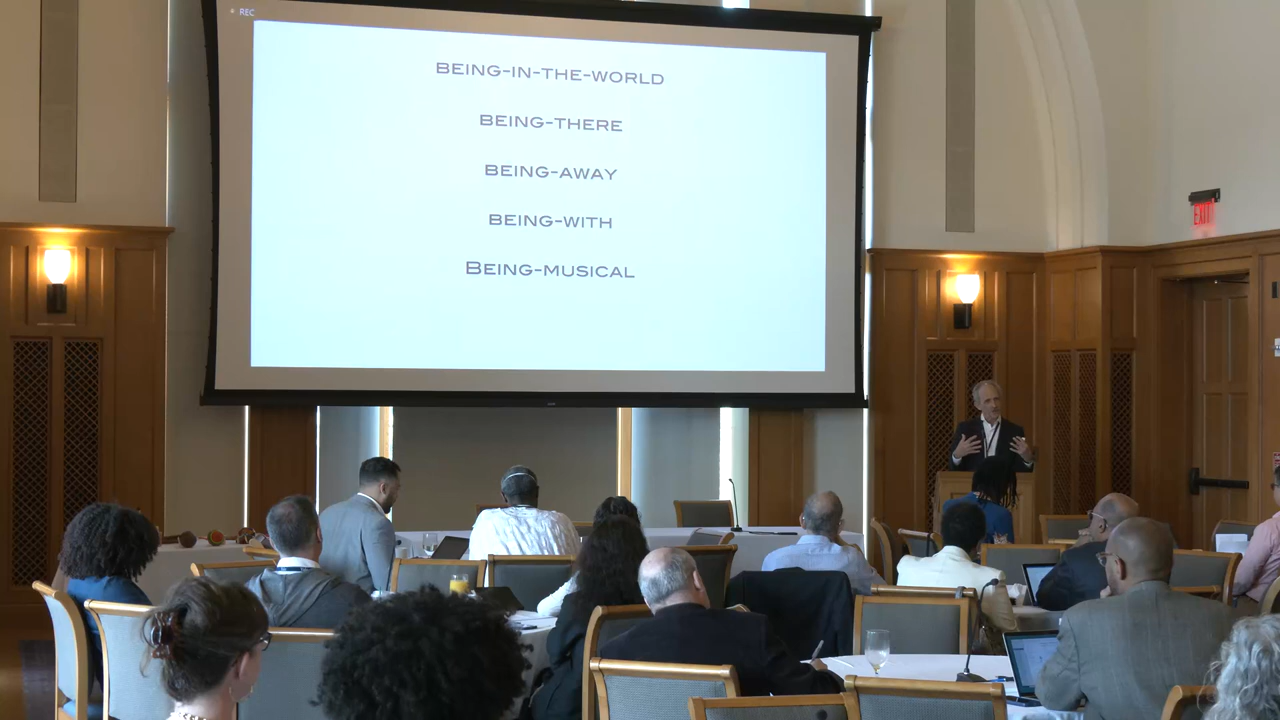 REC
BEING-IN-THE-WORLD
BEING-THERE
BEING-AWAY
BEING-WITH
BEING-MUSICAL
EXIT